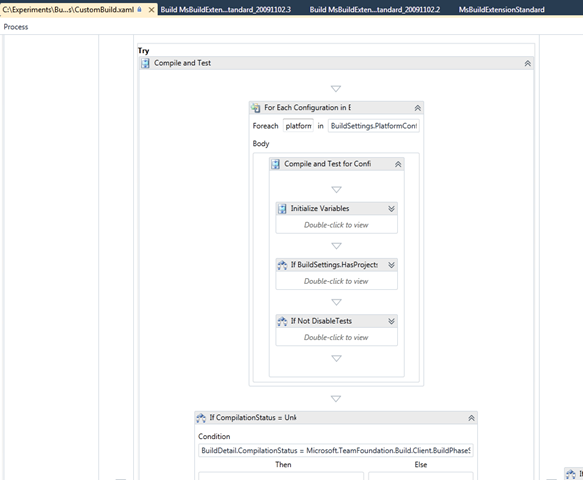 C:\Experiments\Bu...s\CustomBuild.xaml
Build MsBuildExten...tandard_20091102.3
Build MsBuildExten...tandard_20091102.2
MsBuildExtensionStandard
Process
Try
Compile and Test
For Each Configuration in
Foreach platform in BuildSettings.PlatformConf
Body
Compile and Test for Confi
Initialize Variables
Double-click to view
If BuildSettings.HasProjects
Double-click to view
If Not DisableTests
Double-click to view
If CompilationStatus = Unk
Condition
BuildDetail.CompilationStatus = Microsoft.TeamFoundation.Build.Client.BuildPhaseS
Then Else